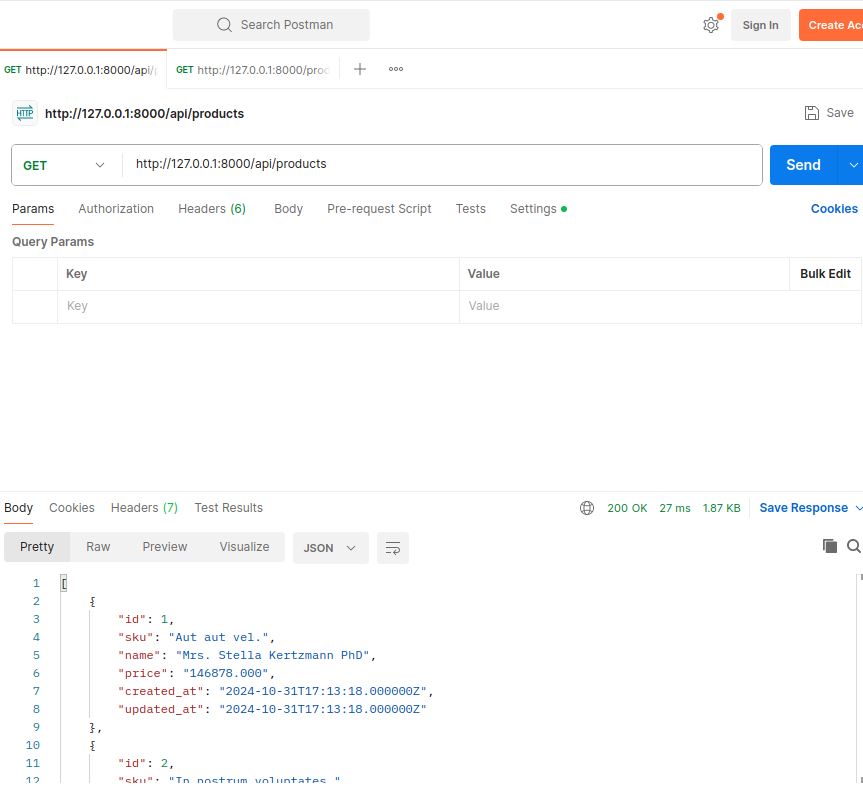 Search Postman
Sign In
Create Acc
GET http://127.0.0.1:8000/api/p
GET http://127.0.0.1:8000/proc
HTTP http://127.0.0.1:8000/api/products
Save
GET http://127.0.0.1:8000/api/products
Send
Params Authorization Headers (6) Body Pre-request Script Tests Settings Cookies
Query Params
Key Value Bulk Edit
Key Value
Body Cookies Headers (7) Test Results 200 OK 27 ms 1.87 KB Save Response
Pretty Raw Preview Visualize JSON
1 [
2 {
3 "id": 1,
4 "sku": "Aut aut vel.",
5 "name": "Mrs. Stella Kertzmann PhD",
6 "price": "146878.000",
7 "created_at": "2024-10-31T17:13:18.000000Z",
8 "updated_at": "2024-10-31T17:13:18.000000Z"
9 },
10 {
11 "id": 2,
12 "sku": "In nostrum voluptates."